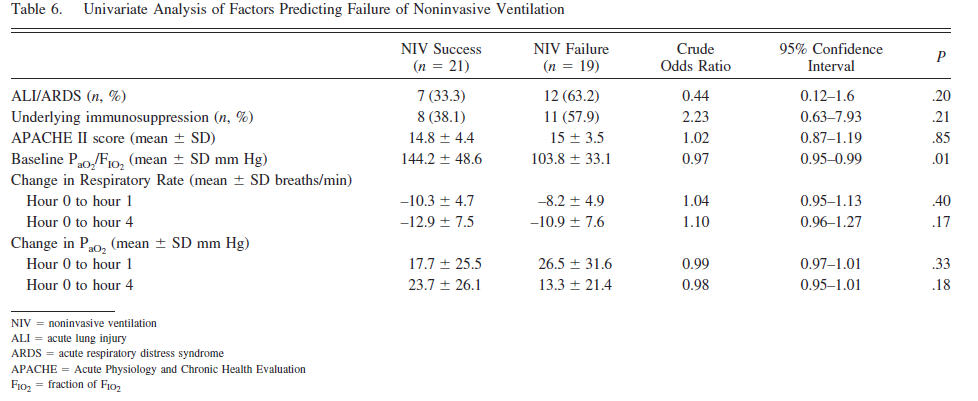 Table 6. Univariate Analysis of Factors Predicting Failure of Noninvasive Ventilation
NIV Success (n = 21) NIV Failure (n = 19) Crude Odds Ratio 95% Confidence Interval P
ALI/ARDS (n, %) 7 (33.3) 12 (63.2) 0.44 0.12–1.6 .20
Underlying immunosuppression (n, %) 8 (38.1) 11 (57.9) 2.23 0.63–7.93 .21
APACHE II score (mean ± SD) 14.8 ± 4.4 15 ± 3.5 1.02 0.87–1.19 .85
Baseline PaO2/FIO2 (mean ± SD mm Hg) 144.2 ± 48.6 103.8 ± 33.1 0.97 0.95–0.99 .01
Change in Respiratory Rate (mean ± SD breaths/min)
Hour 0 to hour 1 –10.3 ± 4.7 –8.2 ± 4.9 1.04 0.95–1.13 .40
Hour 0 to hour 4 –12.9 ± 7.5 –10.9 ± 7.6 1.10 0.96–1.27 .17
Change in PaO2 (mean ± SD mm Hg)
Hour 0 to hour 1 17.7 ± 25.5 26.5 ± 31.6 0.99 0.97–1.01 .33
Hour 0 to hour 4 23.7 ± 26.1 13.3 ± 21.4 0.98 0.95–1.01 .18
NIV = noninvasive ventilation
ALI = acute lung injury
ARDS = acute respiratory distress syndrome
APACHE = Acute Physiology and Chronic Health Evaluation
FIO2 = fraction of FIO2